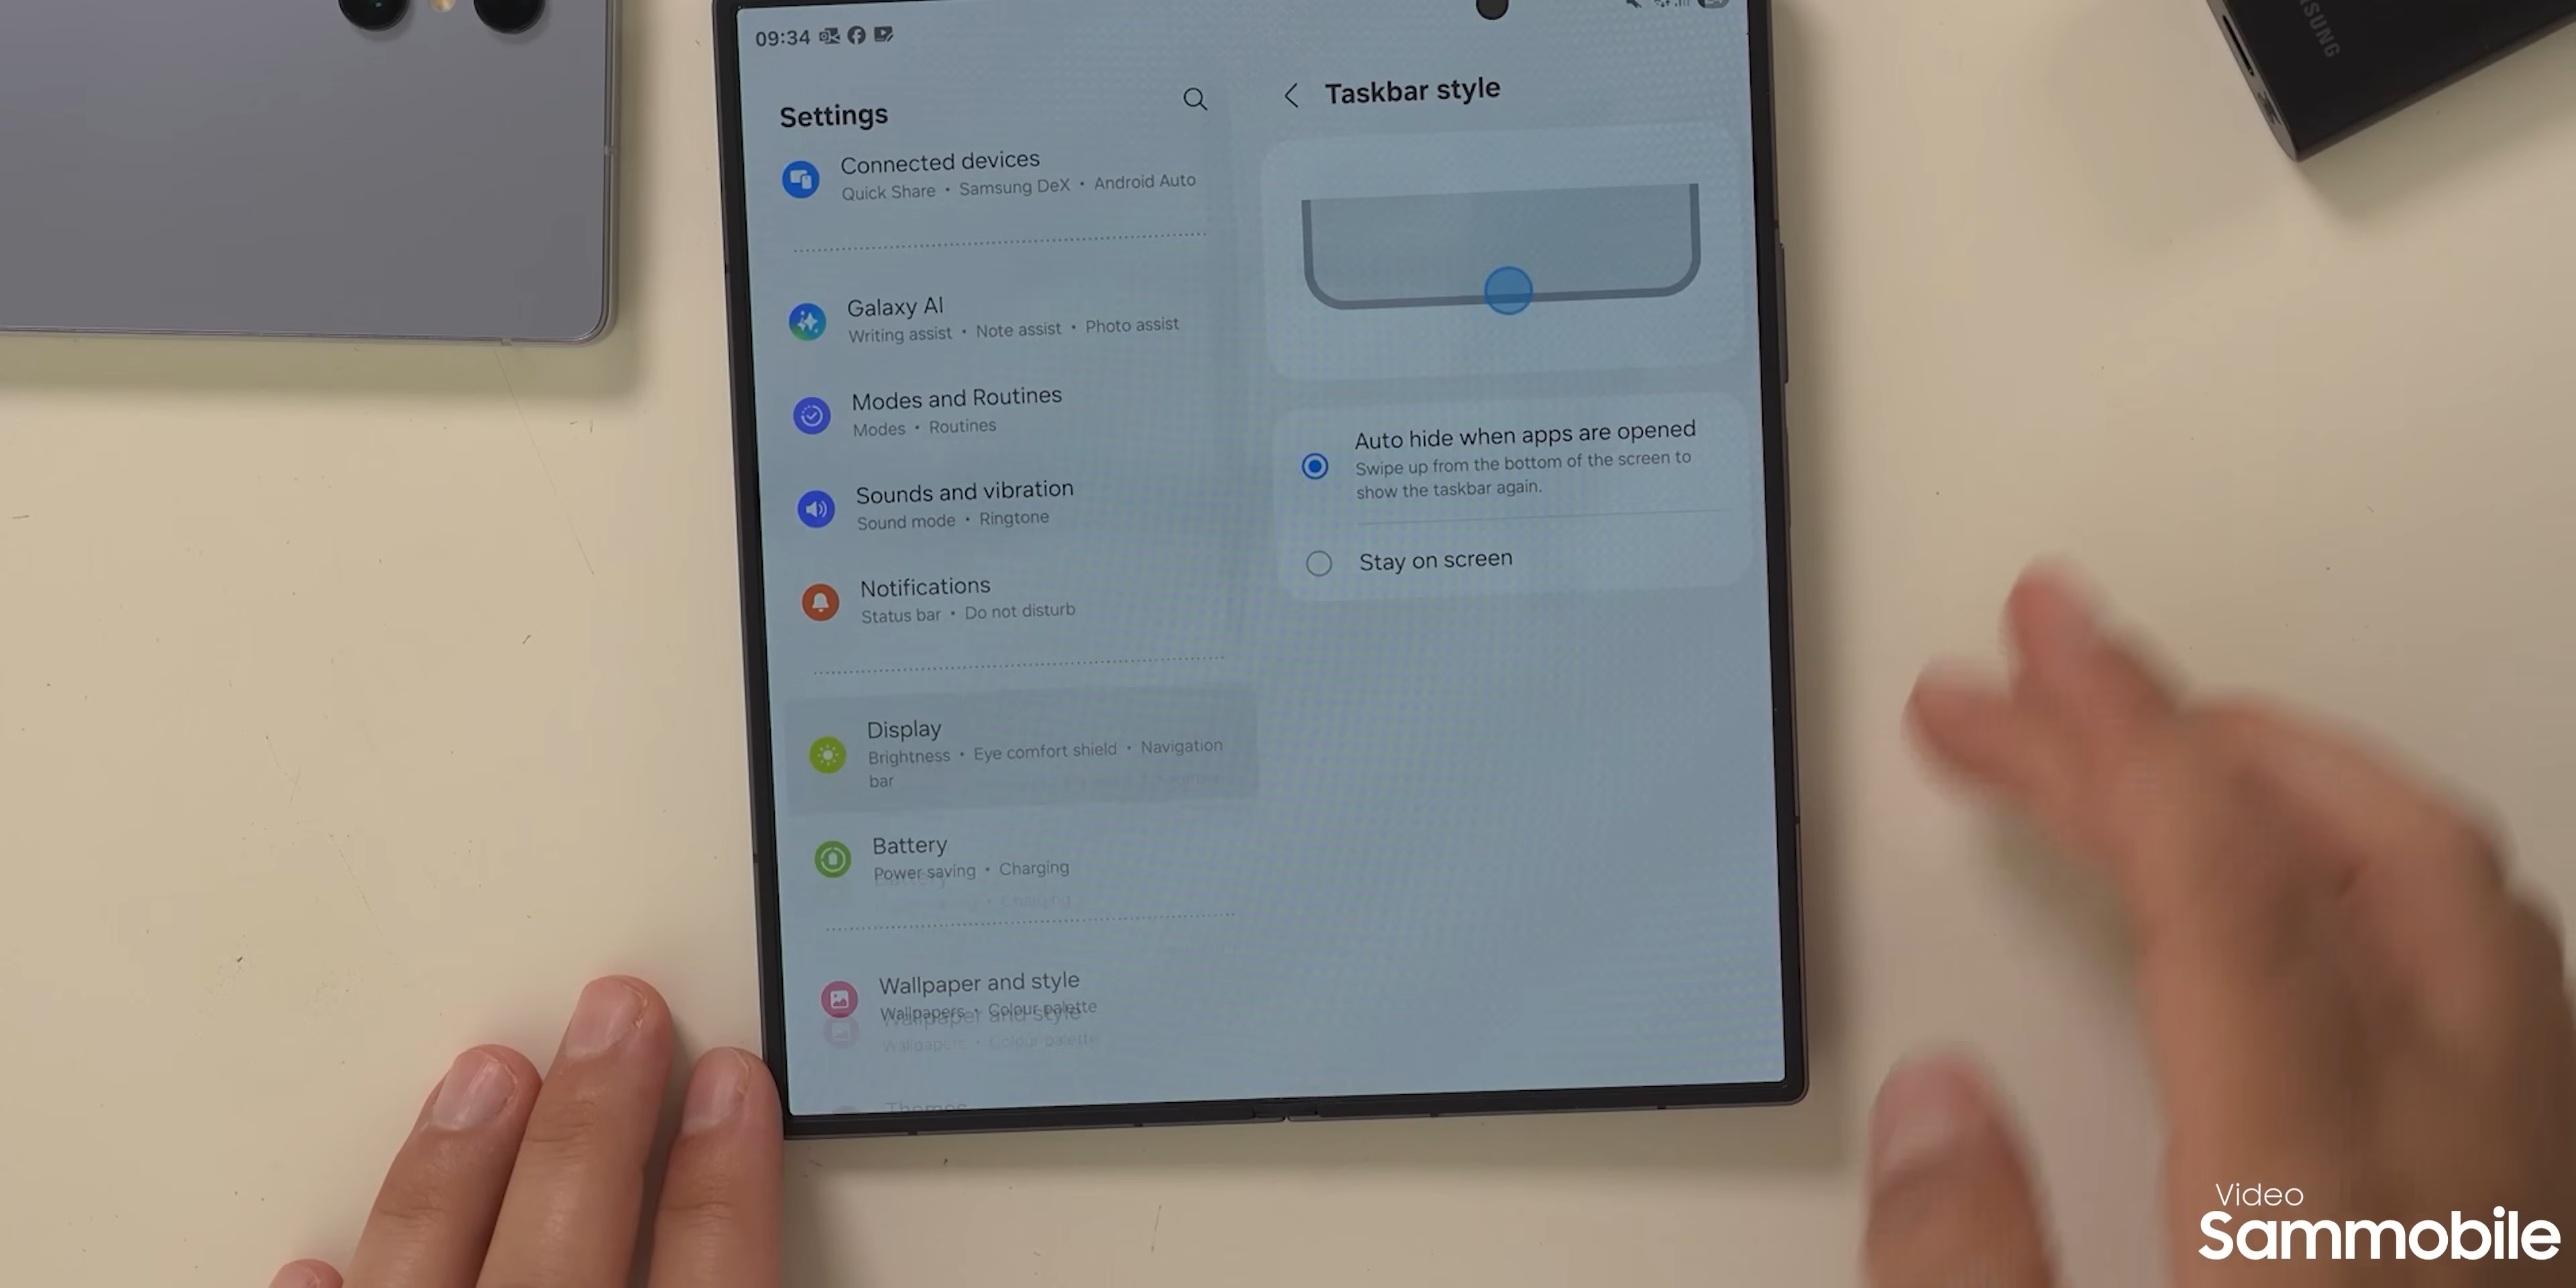 09:34
Settings
Connected devices
Quick Share • Samsung DeX • Android Auto
Galaxy AI
Writing assist • Note assist • Photo assist
Modes and Routines
Modes • Routines
Sounds and vibration
Sound mode • Ringtone
Notifications
Status bar • Do not disturb
Display
Brightness • Eye comfort shield • Navigation
bar
Battery
Power saving • Charging
Wallpaper and style
Wallpapers • Colour palette
Themes
Taskbar style
Auto hide when apps are opened
Swipe up from the bottom of the screen to
show the taskbar again.
Stay on screen
Video
Sammobile